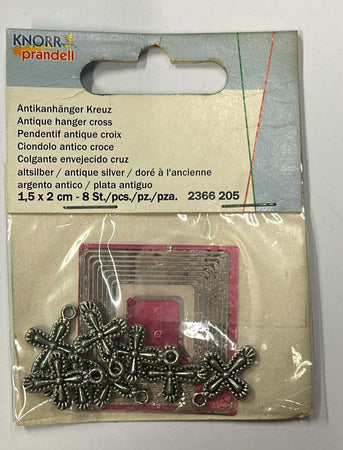 KNORR
prandell
Antikanhänger Kreuz
Antique hanger cross
Pendentif antique croix
Ciondolo antico croce
Colgante envejecido cruz
altsilber / antique silver / doré à l'ancienne
argento antico / plata antiguo
1,5 x 2 cm - 8 St./pcs./pz./pza. 2366 205